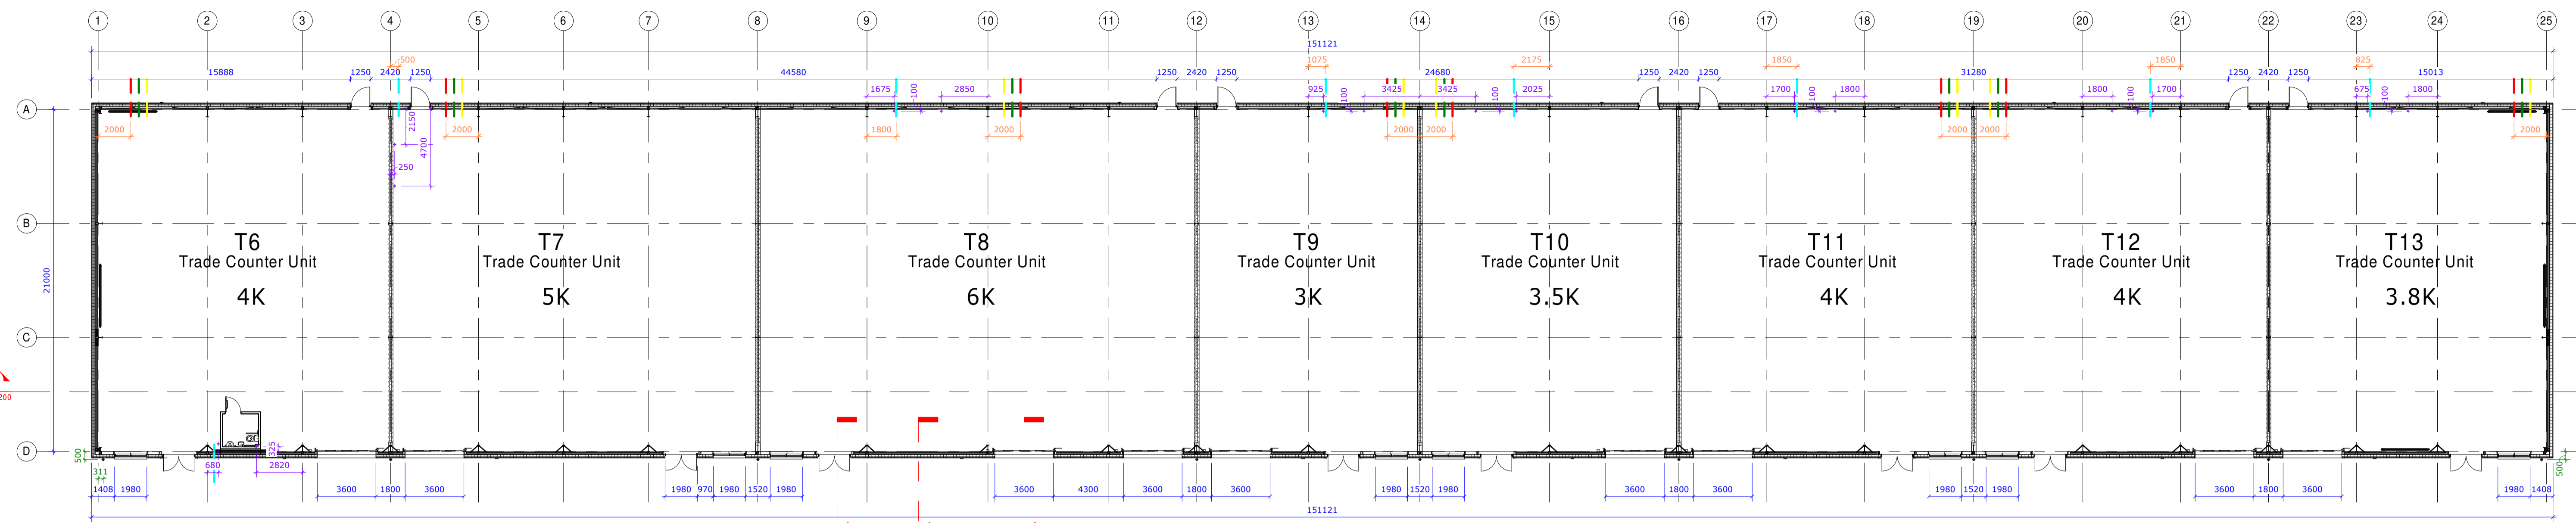 1 2 3 4 5 6 7 8 9 10 11 12 13 14 15 16 17 18 19 20 21 22 23 24 25
151121
500 1075 2175 1850 1850 825
15888 1250 2420 1250 44580 1250 2420 1250 24680 1250 2420 1250 31280 1250 2420 1250 15013
1675 100 2850 925 100 3425 3425 100 2025 1700 100 1800 1800 100 1700 675 100 1800
A
2000 2150 2000 1800 2000 2000 2000 2000 2000 2000
4700
250
B
T6 T7 T8 T9 T10 T11 T12 T13
Trade Counter Unit Trade Counter Unit Trade Counter Unit Trade Counter Unit Trade Counter Unit Trade Counter Unit Trade Counter Unit Trade Counter Unit
21000
4K 5K 6K 3K 3.5K 4K 4K 3.8K
C
200
D
500 325 500
311 680 2820
1408 1980 3600 1800 3600 1980 970 1980 1520 1980 3600 4300 3600 1800 3600 1980 1520 1980 3600 1800 3600 1980 1520 1980 3600 1800 3600 1980 1408
151121